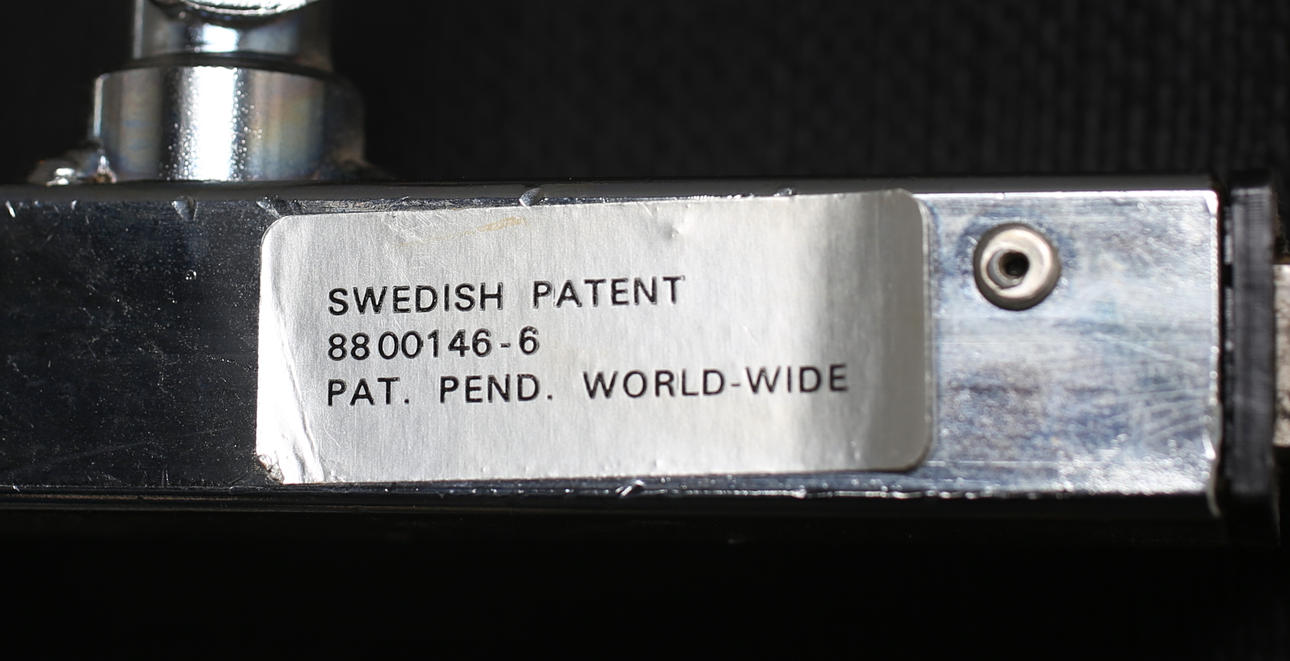 SWEDISH PATENT
8800146-6
PAT. PEND. WORLD-WIDE